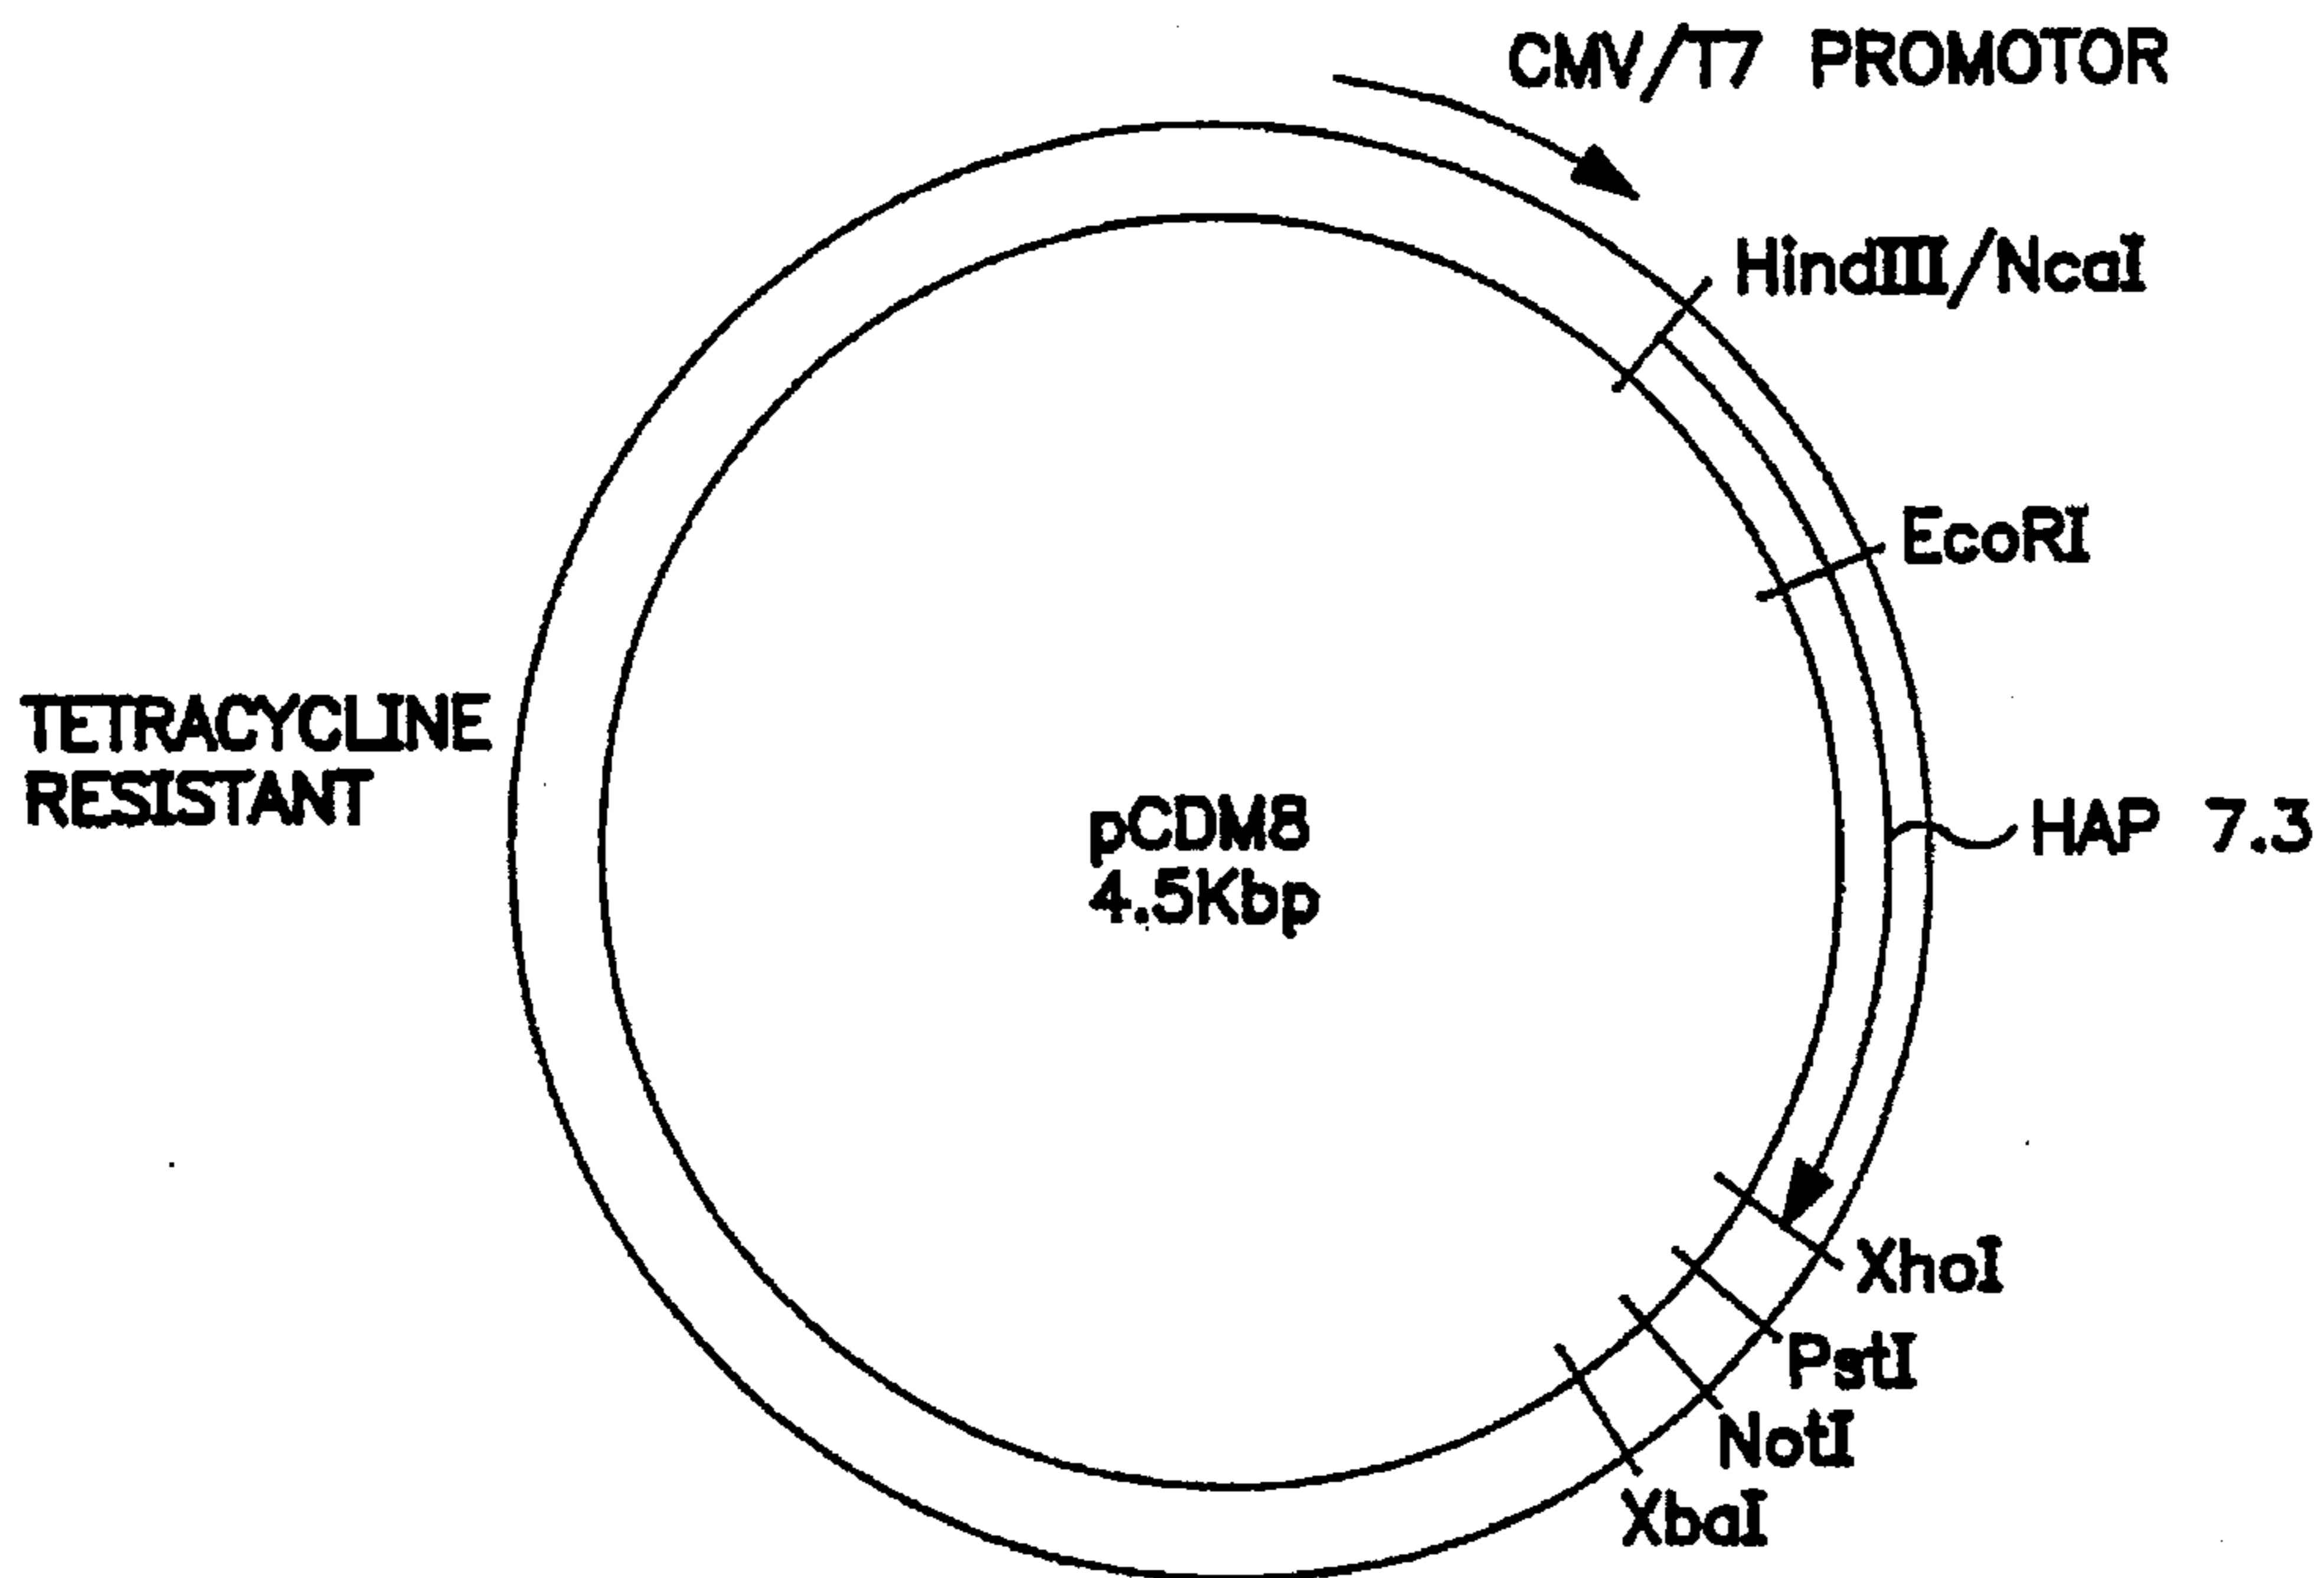 CMV/T7 PROMOTOR
HindIII/NcaI
EcoRI
TETRACYCLINE
RESISTANT
pCDM8
4.5Kbp
HAP 7.3
XhoI
PstI
NotI
XbaI